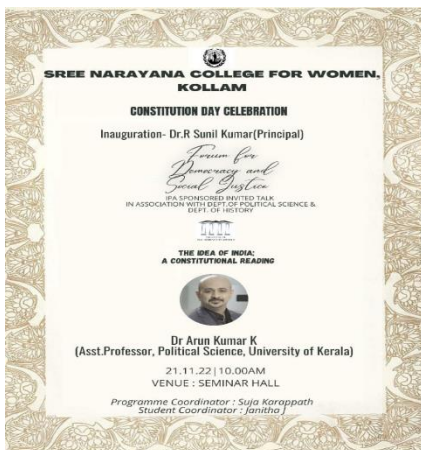 SREE NARAYANA COLLEGE FOR WOMEN,
KOLLAM
CONSTITUTION DAY CELEBRATION
Inauguration- Dr.R Sunil Kumar(Principal)
Forum for
Democracy and
Social Justice
IPA SPONSORED INVITED TALK
IN ASSOCIATION WITH DEPT.OF POLITICAL SCIENCE &
DEPT. OF HISTORY
THE IDEA OF INDIA:
A CONSTITUTIONAL READING
Dr Arun Kumar K
(Asst.Professor, Political Science, University of Kerala)
21.11.22|10.00AM
VENUE : SEMINAR HALL
Programme Coordinator : Suja Karappath
Student Coordinator : Janitha J